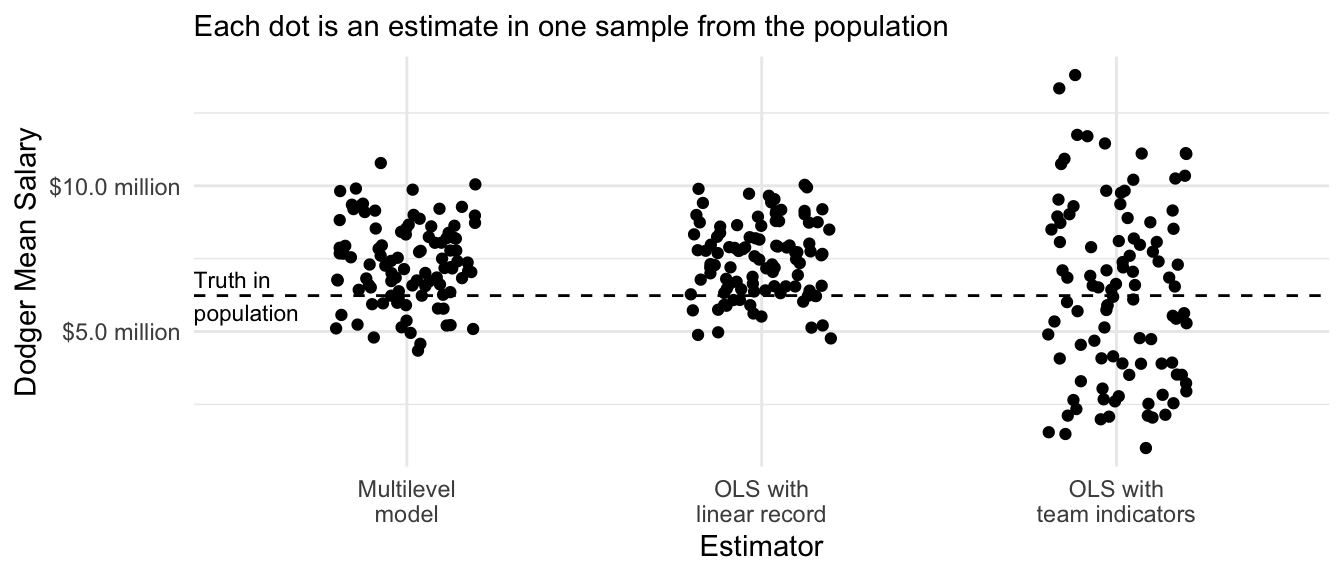 Each dot is an estimate in one sample from the population
Dodger Mean Salary
$10.0 million
$5.0 million
Truth in
population
Multilevel
model
OLS with
linear record
OLS with
team indicators
Estimator